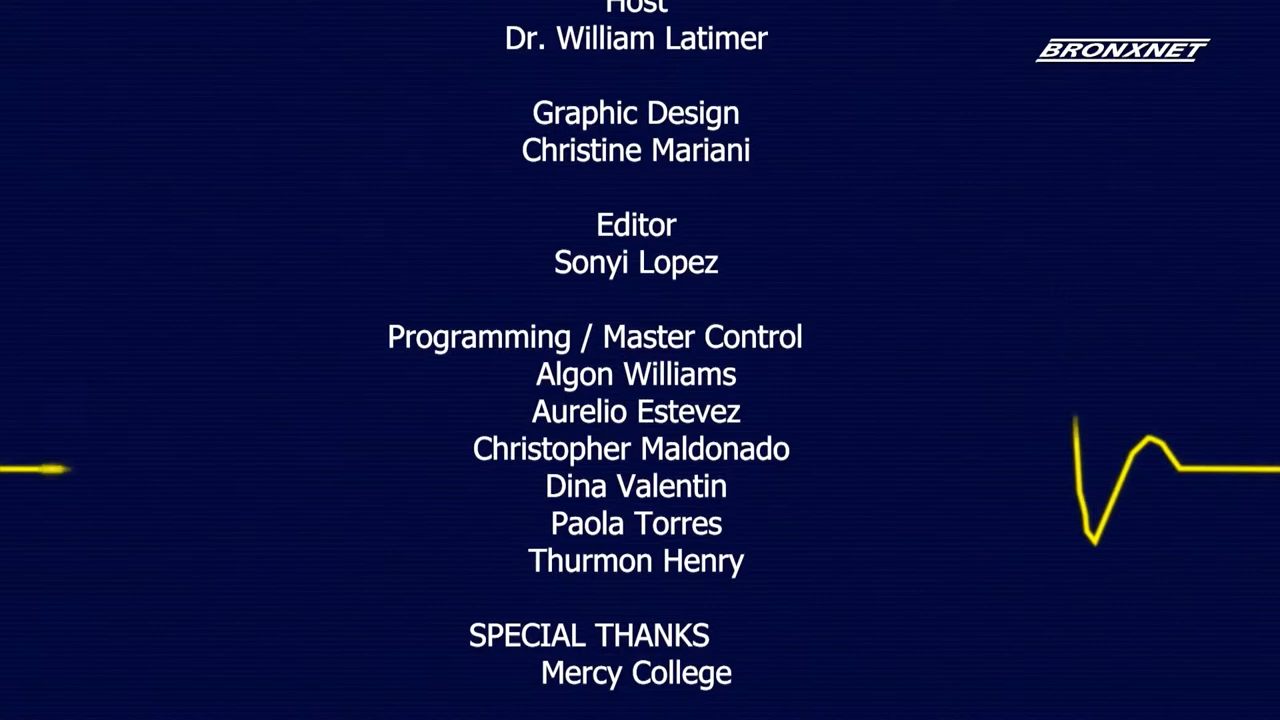 Host
Dr. William Latimer
BRONXNET
Graphic Design
Christine Mariani
Editor
Sonyi Lopez
Programming / Master Control
Algon Williams
Aurelio Estevez
Christopher Maldonado
Dina Valentin
Paola Torres
Thurmon Henry
SPECIAL THANKS
Mercy College